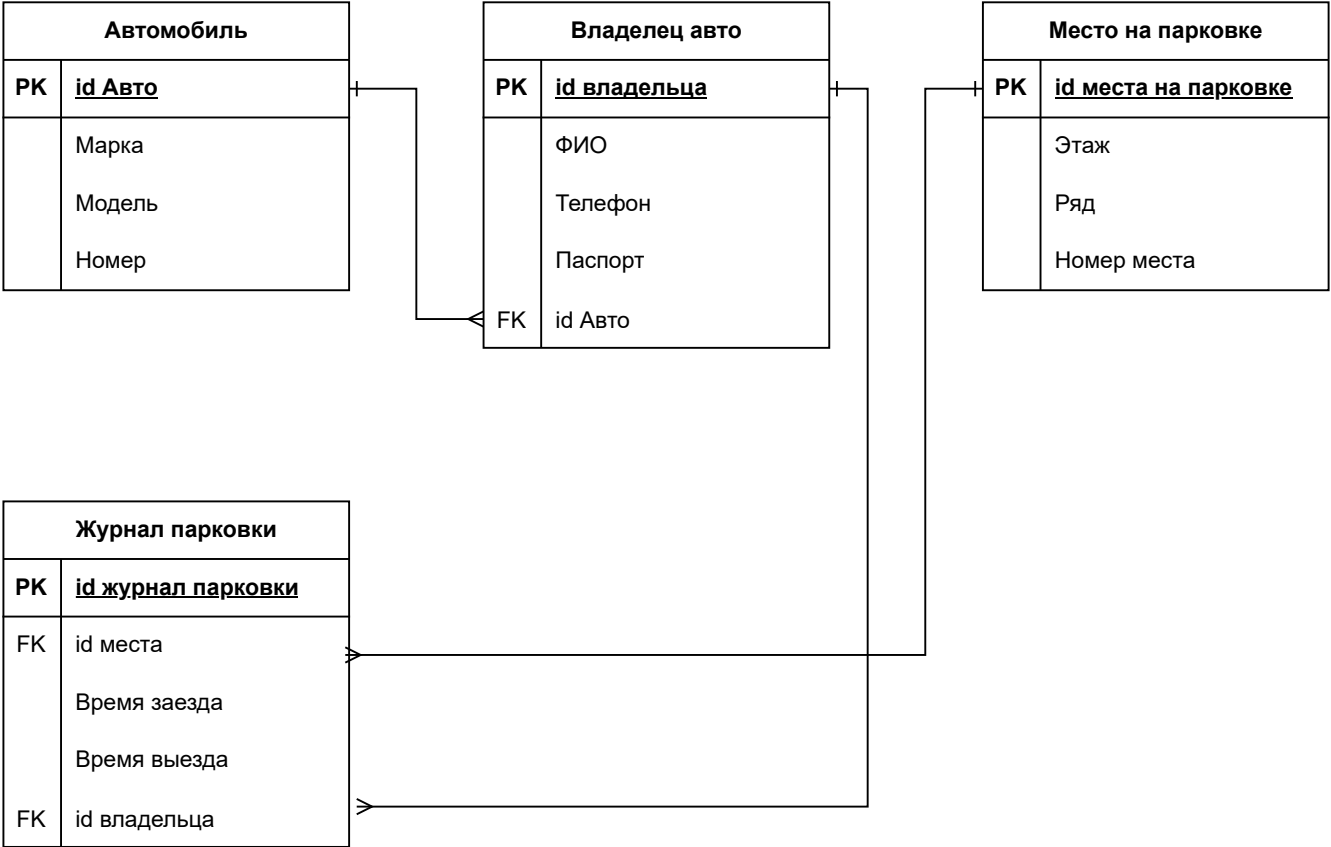 Автомобиль
PK id Авто
Марка
Модель
Номер
Владелец авто
PK id владельца
ФИО
Телефон
Паспорт
FK id Авто
Место на парковке
PK id места на парковке
Этаж
Ряд
Номер места
Журнал парковки
PK id журнал парковки
FK id места
Время заезда
Время выезда
FK id владельца